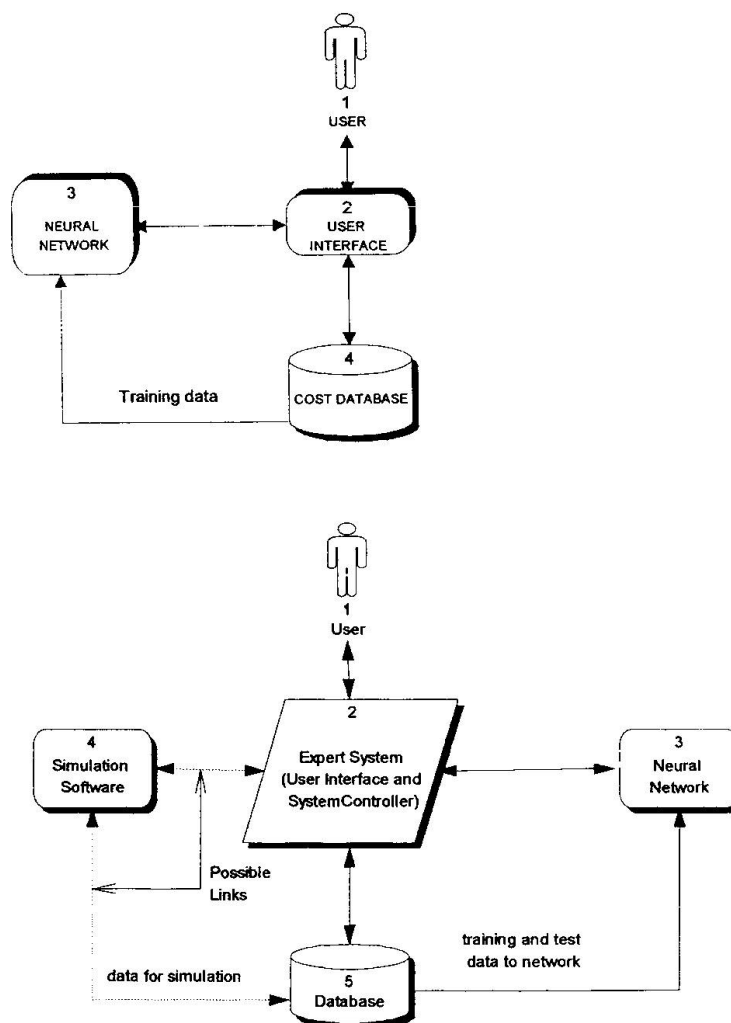 1
USER
3
NEURAL
NETWORK
2
USER
INTERFACE
4
COST DATABASE
Training data
1
User
2
Expert System
(User Interface and
SystemController)
4
Simulation
Software
3
Neural
Network
Possible
Links
data for simulation
5
Database
training and test
data to network